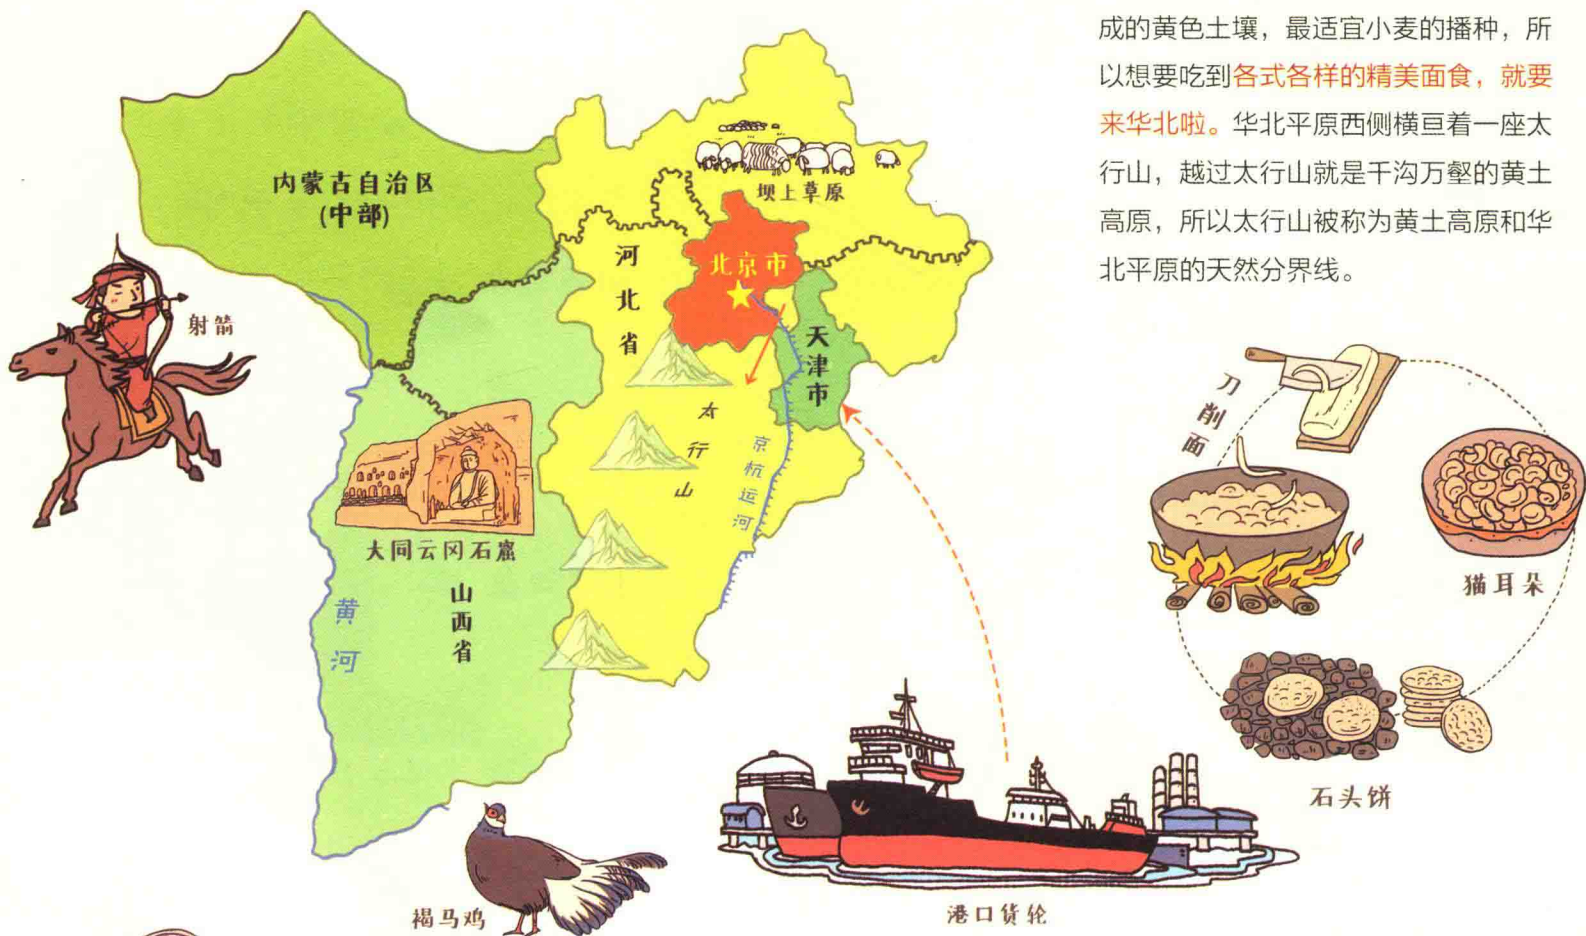 成的黄色土壤，最适宜小麦的播种，所
以想要吃到各式各样的精美面食，就要
来华北啦。华北平原西侧横亘着一座太
行山，越过太行山就是千沟万壑的黄土
高原，所以太行山被称为黄土高原和华
北平原的天然分界线。
内蒙古自治区
(中部)
坝上草原
河北省
北京市
天津市
射箭
太行山
京杭运河
大同云冈石窟
山西省
黄河
刀削面
猫耳朵
石头饼
褐马鸡
港口货轮